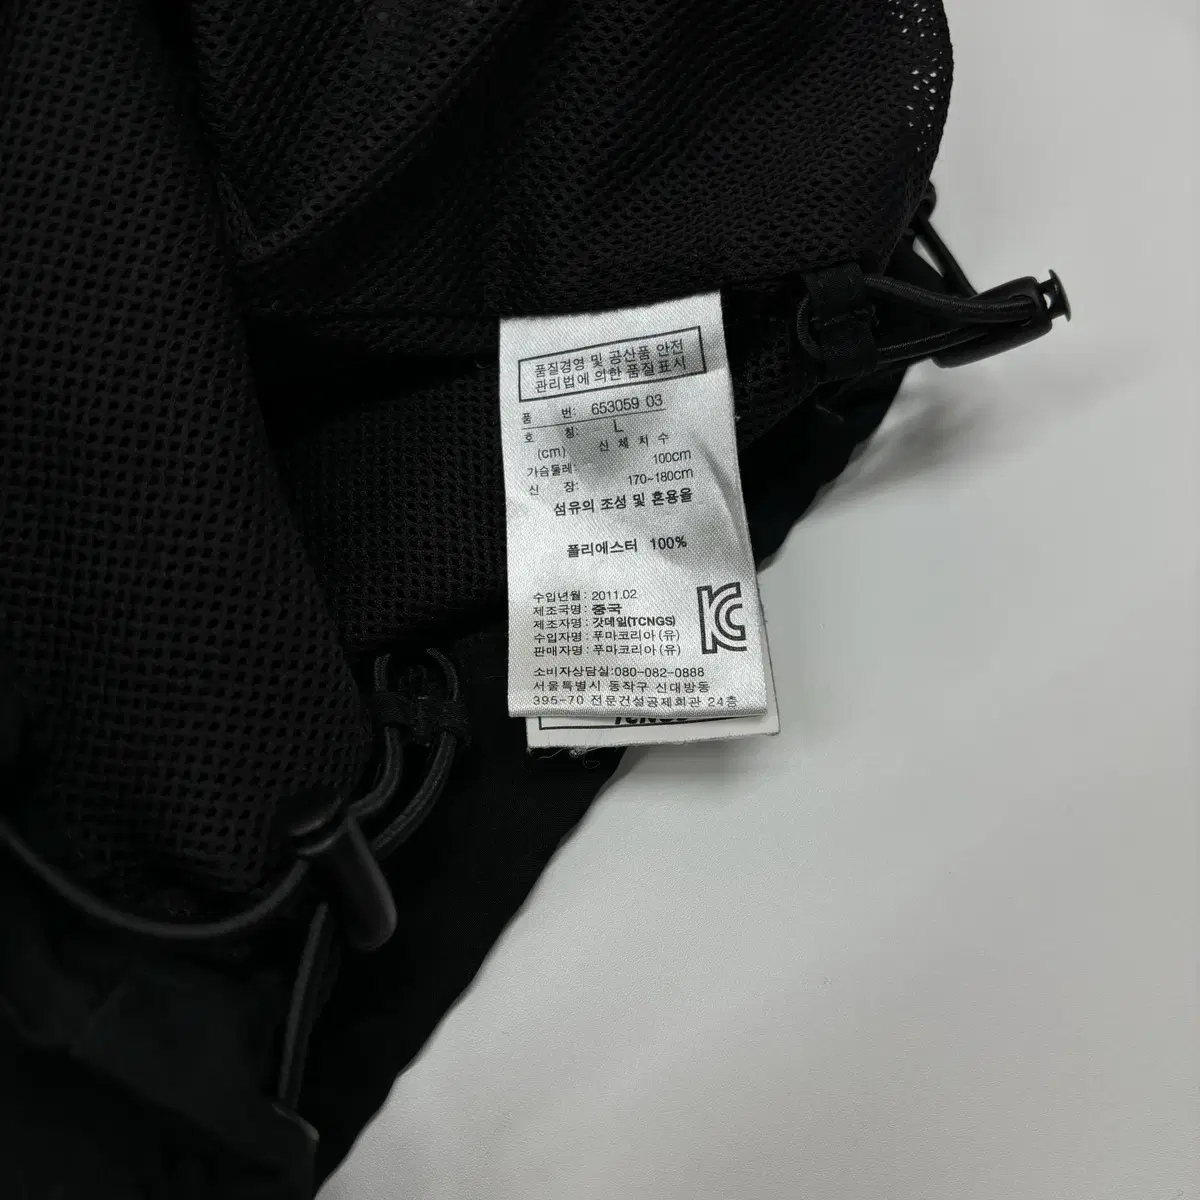 품질경영 및 공산품 안전
관리법에 의한 품질표시
품 번: 653059 03
호 칭: L
(cm) 신 체 치 수
가슴둘레: 100cm
신 장: 170~180cm
섬유의 조성 및 혼용율
폴리에스터 100%
수입년월: 2011.02
제조국명: 중국
제조자명: 갓데일(TCNGS)
수입자명: 푸마코리아(유)
판매자명: 푸마코리아(유)
소비자상담실:080-082-0888
서울특별시 동작구 신대방동
395-70 전문건설공제회관 24층
TCNGS